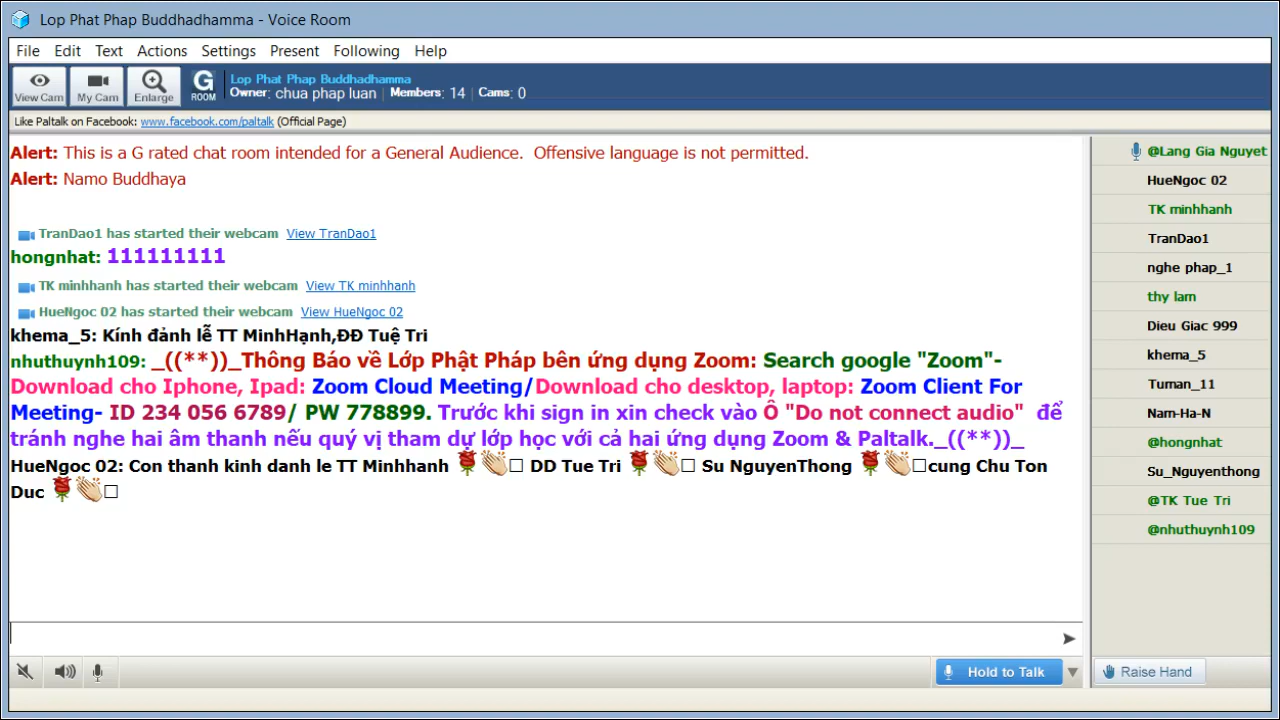 Lop Phat Phap Buddhadhamma - Voice Room
File Edit Text Actions Settings Present Following Help
View Cam My Cam Enlarge G ROOM
Lop Phat Phap Buddhadhamma
Owner: chua phap luan Members: 14 Cams: 0
Like Paltalk on Facebook: www.facebook.com/paltalk (Official Page)
Alert: This is a G rated chat room intended for a General Audience. Offensive language is not permitted.
Alert: Namo Buddhaya
TranDao1 has started their webcam View TranDao1
hongnhat: 111111111
TK minhhanh has started their webcam View TK minhhanh
HueNgoc 02 has started their webcam View HueNgoc 02
khema_5: Kính đảnh lễ TT MinhHạnh,ĐĐ Tuệ Tri
nhuthuynh109: _((**))_Thông Báo về Lớp Phật Pháp bên ứng dụng Zoom: Search google "Zoom"-
Download cho Iphone, Ipad: Zoom Cloud Meeting/Download cho desktop, laptop: Zoom Client For
Meeting- ID 234 056 6789/ PW 778899. Trước khi sign in xin check vào Ô "Do not connect audio" để
tránh nghe hai âm thanh nếu quý vị tham dự lớp học với cả hai ứng dụng Zoom & Paltalk._((**))_
HueNgoc 02: Con thanh kinh danh le TT Minhhanh 🌹👏□ DD Tue Tri 🌹👏□ Su NguyenThong 🌹👏□cung Chu Ton
Duc 🌹👏□
@Lang Gia Nguyet
HueNgoc 02
TK minhhanh
TranDao1
nghe phap_1
thy lam
Dieu Giac 999
khema_5
Tuman_11
Nam-Ha-N
@hongnhat
Su_Nguyenthong
@TK Tue Tri
@nhuthuynh109
Hold to Talk
Raise Hand